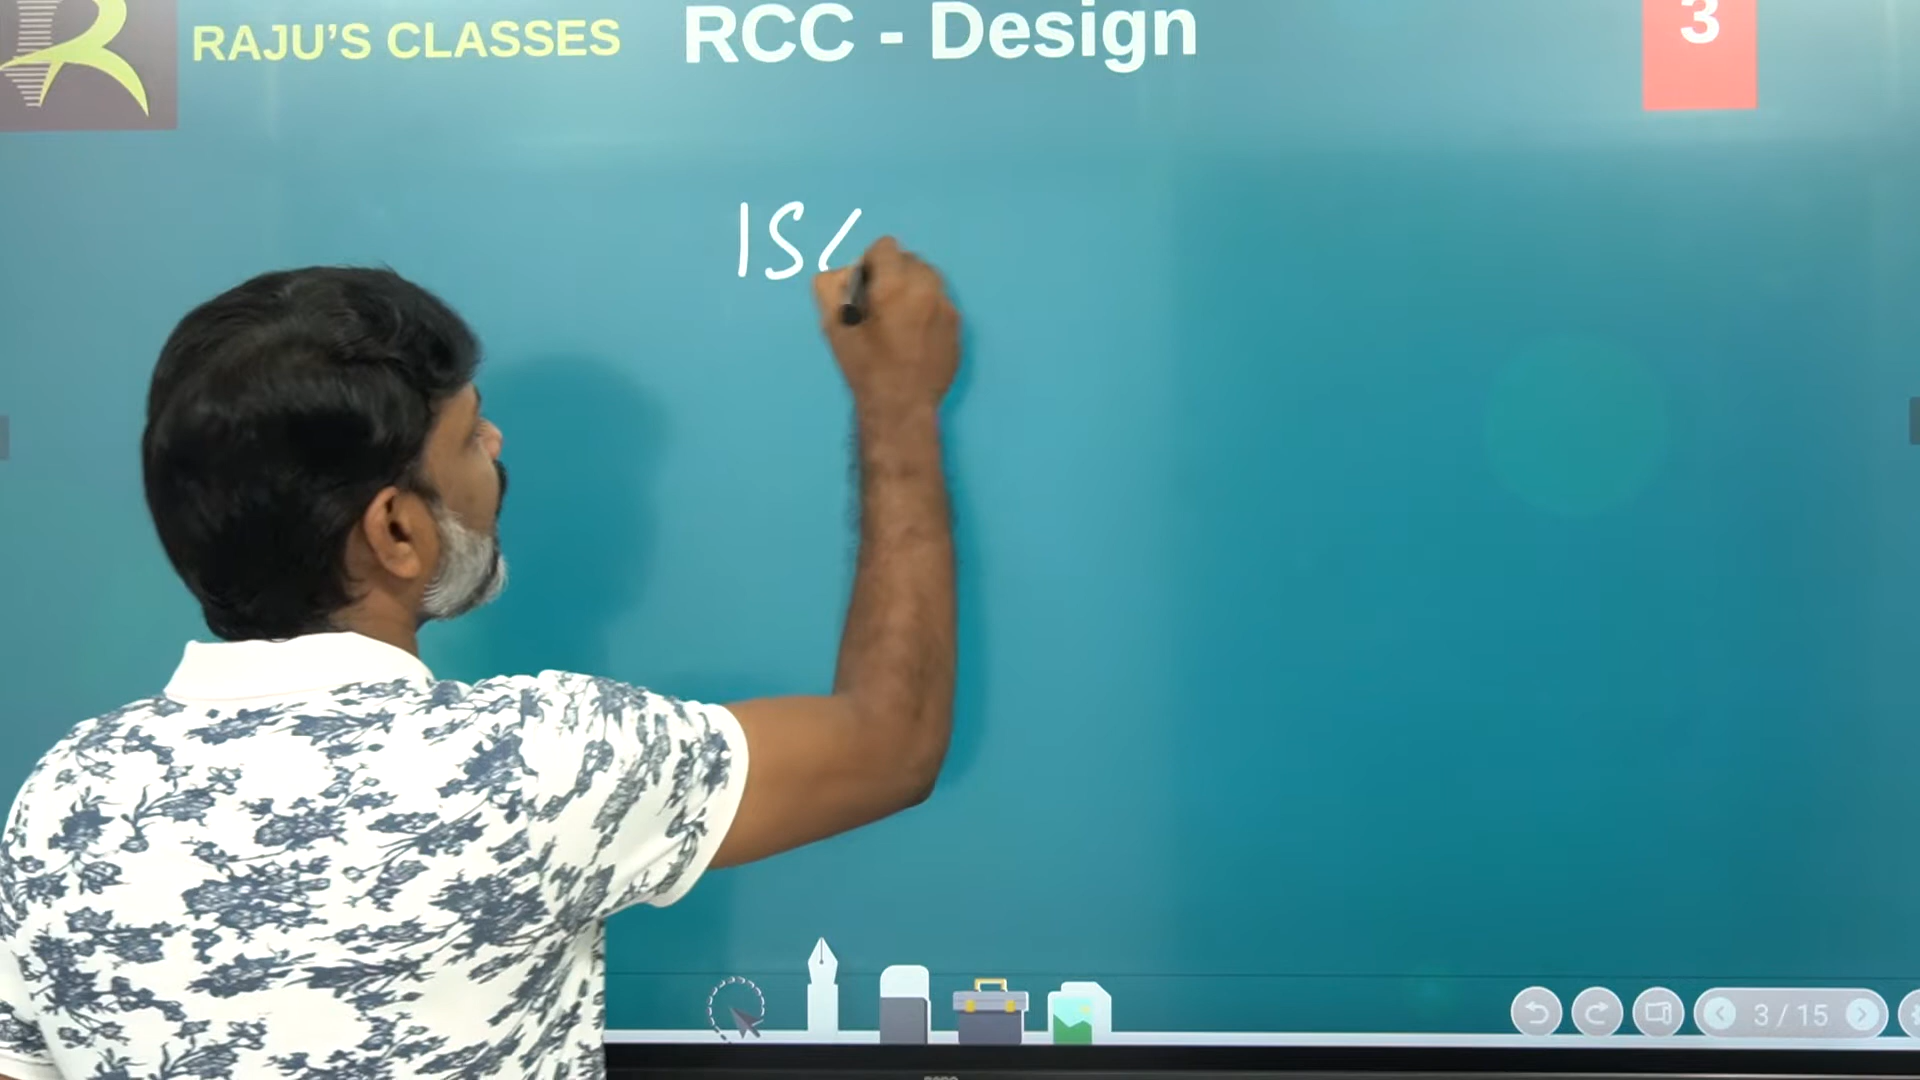 RAJU'S CLASSES
RCC - Design
3
IS
3 / 15